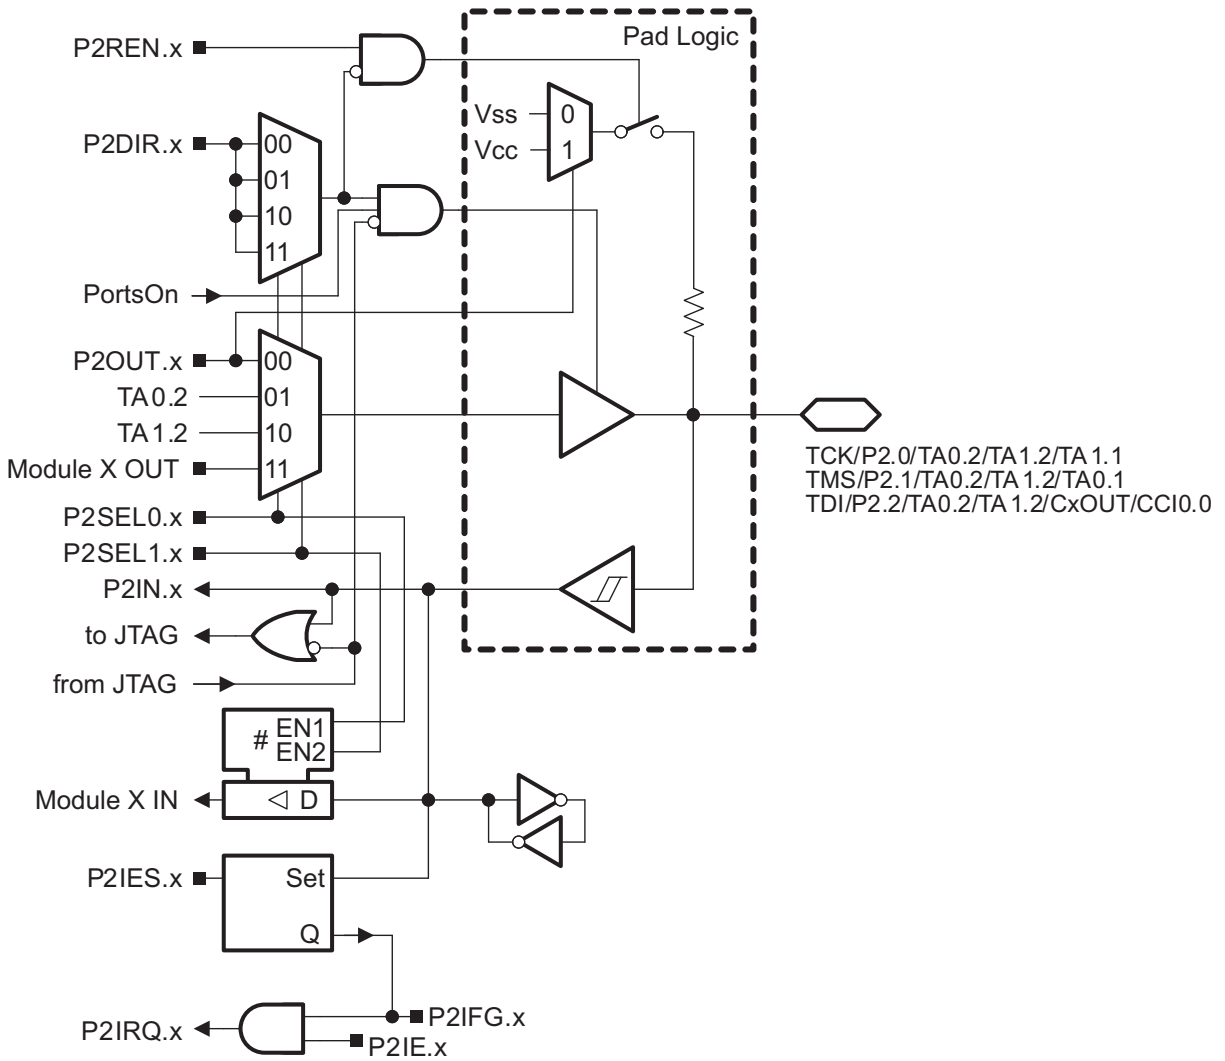 Pad Logic
P2REN.x
Vss
0
Vcc
1
P2DIR.x
00
01
10
11
PortsOn
P2OUT.x
00
TA0.2
01
TA1.2
10
Module X OUT
11
TCK/P2.0/TA0.2/TA1.2/TA1.1
TMS/P2.1/TA0.2/TA1.2/TA0.1
TDI/P2.2/TA0.2/TA1.2/CxOUT/CCI0.0
P2SEL0.x
P2SEL1.x
P2IN.x
to JTAG
from JTAG
# EN1
EN2
Module X IN
D
P2IES.x
Set
Q
P2IRQ.x
P2IFG.x
P2IE.x